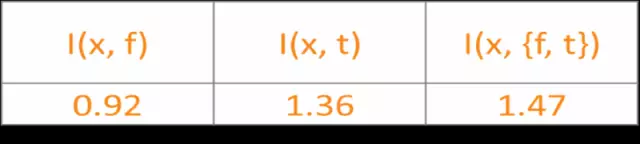 I(x, f) I(x, t) I(x, {f, t})
0.92 1.36 1.47